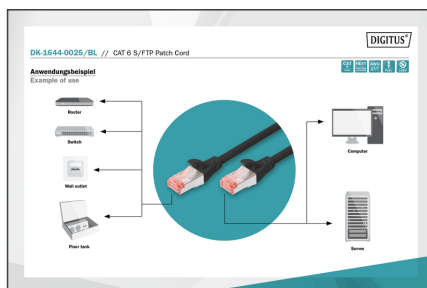 DIGITUS®
DK-1644-0025/BL // CAT 6 S/FTP Patch Cord
Anwendungsbeispiel
Example of use
Router
Switch
Wall outlet
Floor tank
Computer
Server